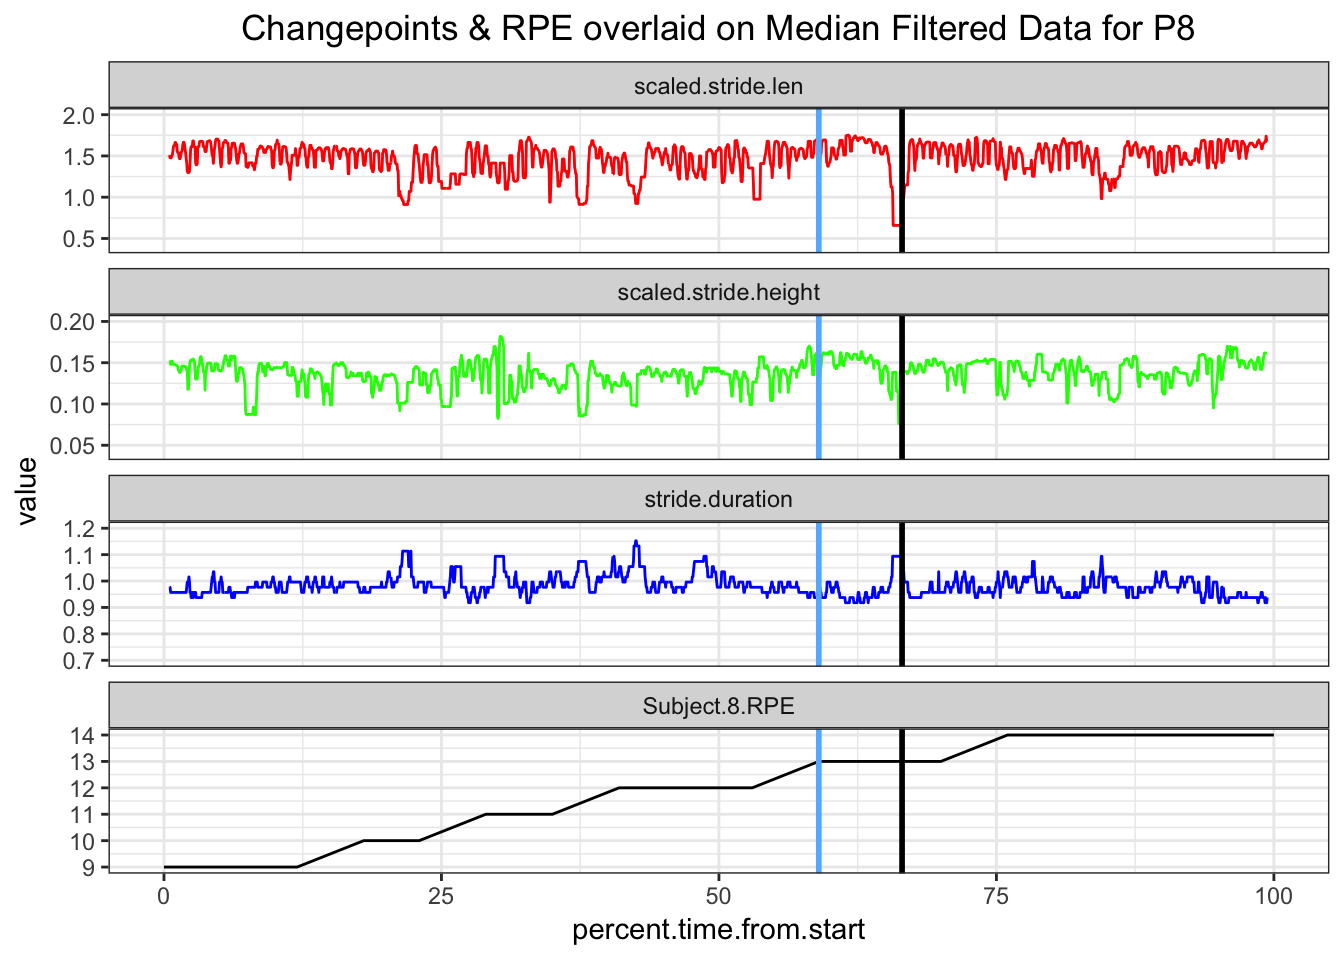 Changepoints & RPE overlaid on Median Filtered Data for P8
scaled.stride.len
2.0
1.5
1.0
0.5
scaled.stride.height
0.20
0.15
0.10
0.05
value
stride.duration
1.2
1.1
1.0
0.9
0.8
0.7
Subject.8.RPE
14
13
12
11
10
9
0 25 50 75 100
percent.time.from.start